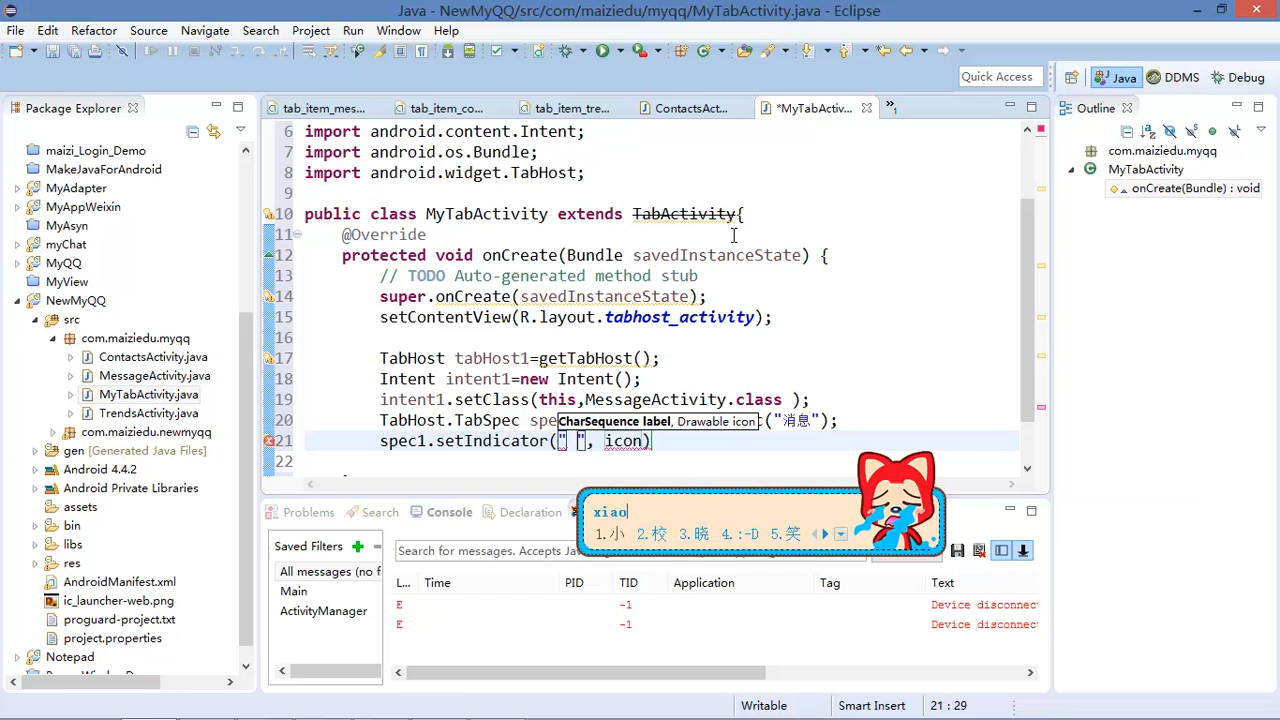 Java - NewMyQQ/src/com/maiziedu/myqq/MyTabActivity.java - Eclipse
File Edit Refactor Source Navigate Search Project Run Window Help
Quick Access
Java
DDMS
Debug
Package Explorer
maizi_Login_Demo
MakeJavaForAndroid
MyAdapter
MyAppWeixin
MyAsyn
myChat
MyQQ
MyView
NewMyQQ
src
com.maiziedu.myqq
ContactsActivity.java
MessageActivity.java
MyTabActivity.java
TrendsActivity.java
com.maiziedu.newmyqq
gen [Generated Java Files]
Android 4.4.2
Android Private Libraries
assets
bin
libs
res
AndroidManifest.xml
ic_launcher-web.png
proguard-project.txt
project.properties
Notepad
tab_item_mes...
tab_item_co...
tab_item_tre...
ContactsAct...
*MyTabActiv...
»1
6 import android.content.Intent;
7 import android.os.Bundle;
8 import android.widget.TabHost;
9
10 public class MyTabActivity extends TabActivity{
11 @Override
12 protected void onCreate(Bundle savedInstanceState) {
13 // TODO Auto-generated method stub
14 super.onCreate(savedInstanceState);
15 setContentView(R.layout.tabhost_activity);
16
17 TabHost tabHost1=getTabHost();
18 Intent intent1=new Intent();
19 intent1.setClass(this,MessageActivity.class );
20 TabHost.TabSpec spe
CharSequence label, Drawable icon
("消息");
21 spec1.setIndicator(" ", icon)
22
xiao
1.小 2.校 3.晓 4.:-D 5.笑
Problems
Search
Console
Declaration
Saved Filters
All messages (no f
Main
ActivityManager
Search for messages. Accepts
L... Time PID TID Application Tag Text
E -1 Device disconnec
E -1 Device disconnec
Outline
com.maiziedu.myqq
MyTabActivity
onCreate(Bundle) : void
Writable
Smart Insert
21 : 29